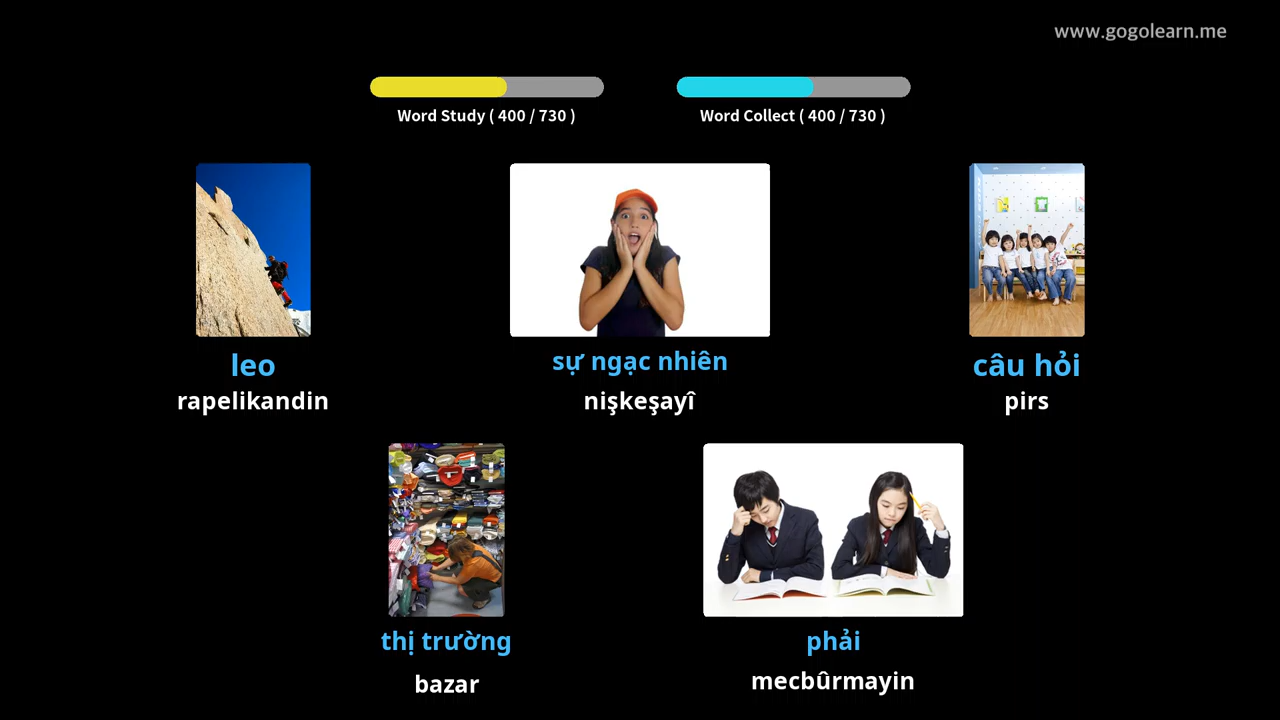 www.gogolearn.me
Word Study ( 400 / 730 )
Word Collect ( 400 / 730 )
leo
rapelikandin
sự ngạc nhiên
nişkeşayî
câu hỏi
pirs
thị trường
bazar
phải
mecbûrmayin